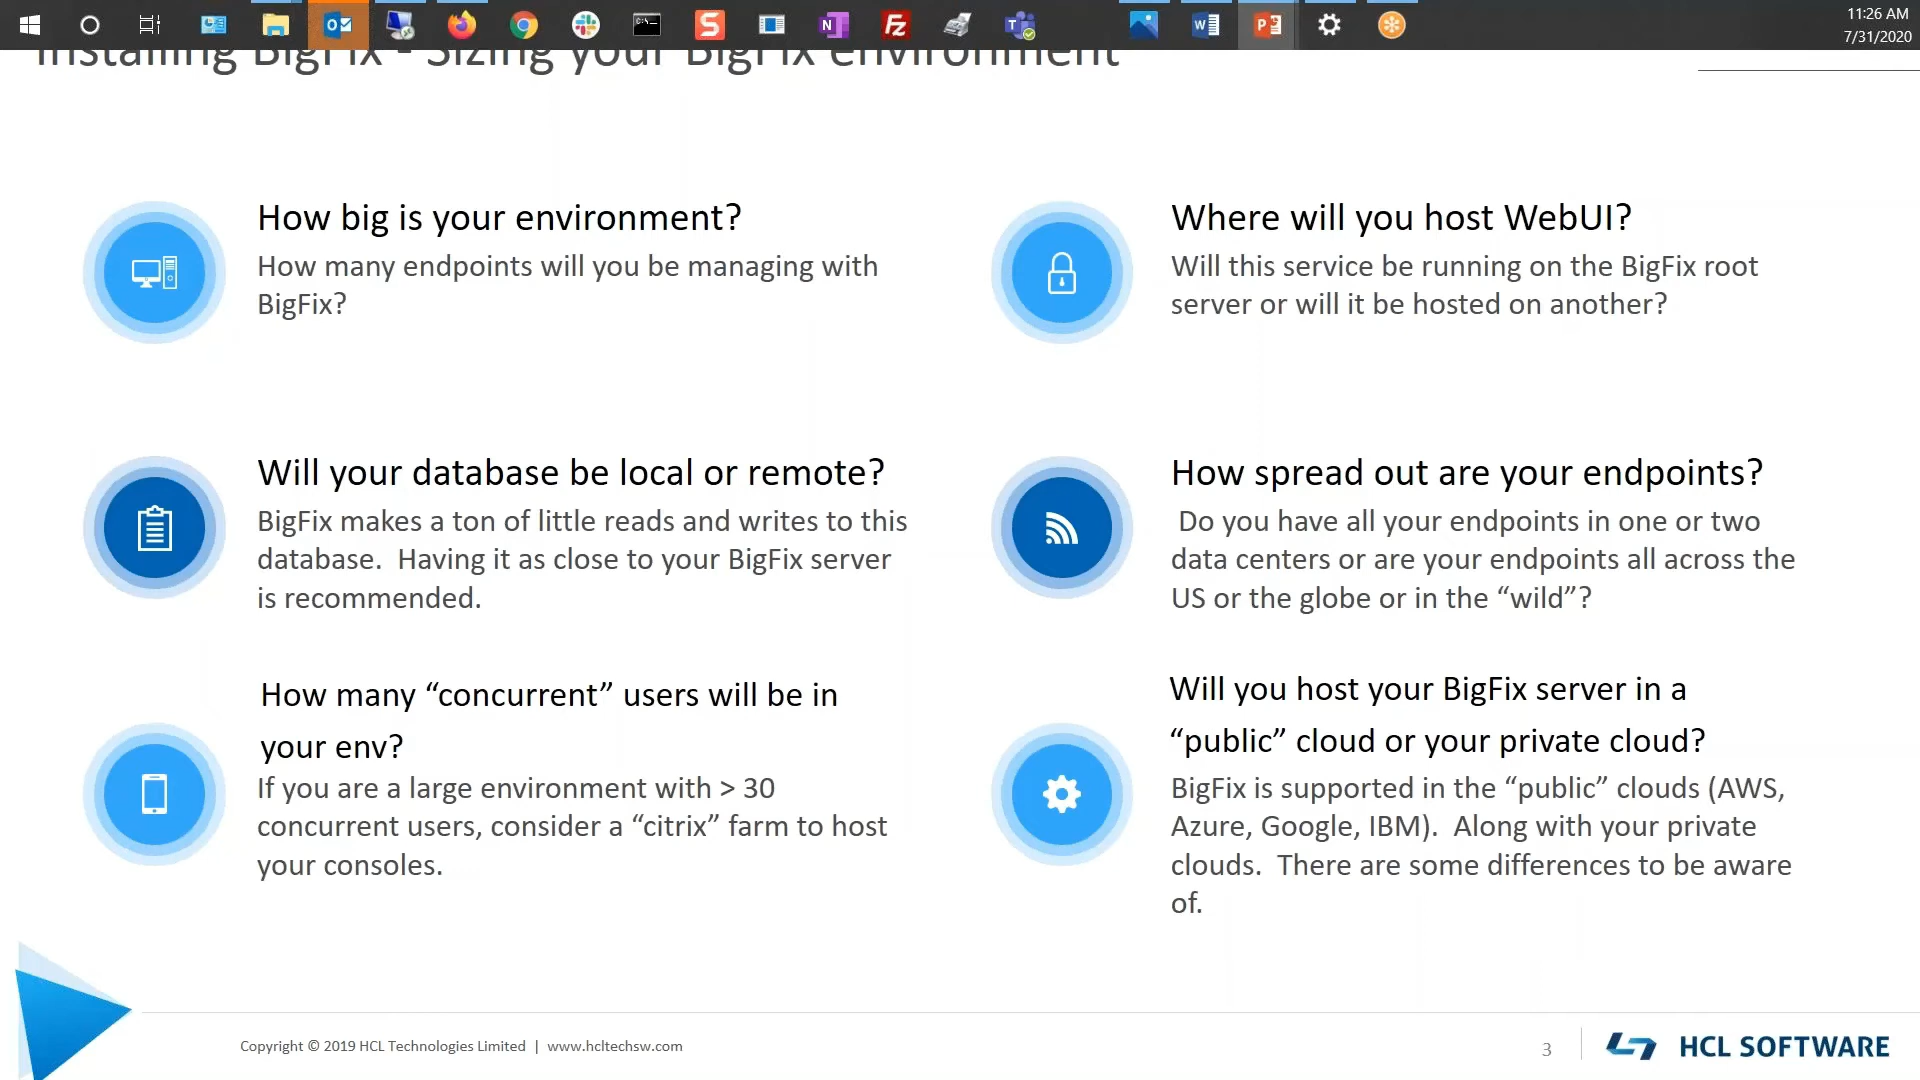 11:26 AM
7/31/2020
Installing BigFix - Sizing your BigFix environment
How big is your environment?
How many endpoints will you be managing with
BigFix?
Where will you host WebUI?
Will this service be running on the BigFix root
server or will it be hosted on another?
Will your database be local or remote?
BigFix makes a ton of little reads and writes to this
database.  Having it as close to your BigFix server
is recommended.
How spread out are your endpoints?
Do you have all your endpoints in one or two
data centers or are your endpoints all across the
US or the globe or in the “wild”?
How many “concurrent” users will be in
your env?
If you are a large environment with > 30
concurrent users, consider a “citrix” farm to host
your consoles.
Will you host your BigFix server in a
“public” cloud or your private cloud?
BigFix is supported in the “public” clouds (AWS,
Azure, Google, IBM).  Along with your private
clouds.  There are some differences to be aware
of.
Copyright © 2019 HCL Technologies Limited | www.hcltechsw.com
3
HCL SOFTWARE